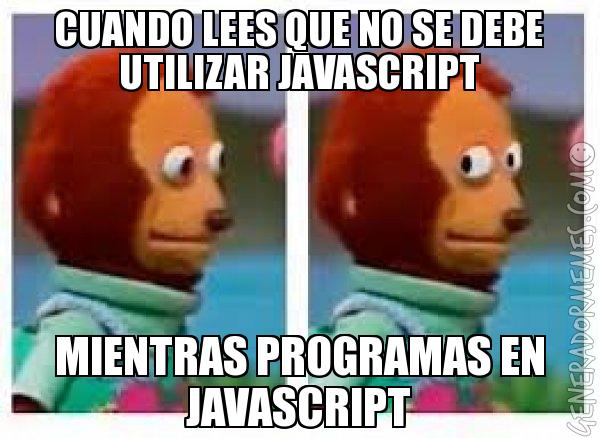 CUANDO LEES QUE NO SE DEBE
UTILIZAR JAVASCRIPT
MIENTRAS PROGRAMAS EN
JAVASCRIPT
GENERADORMEMES.COM